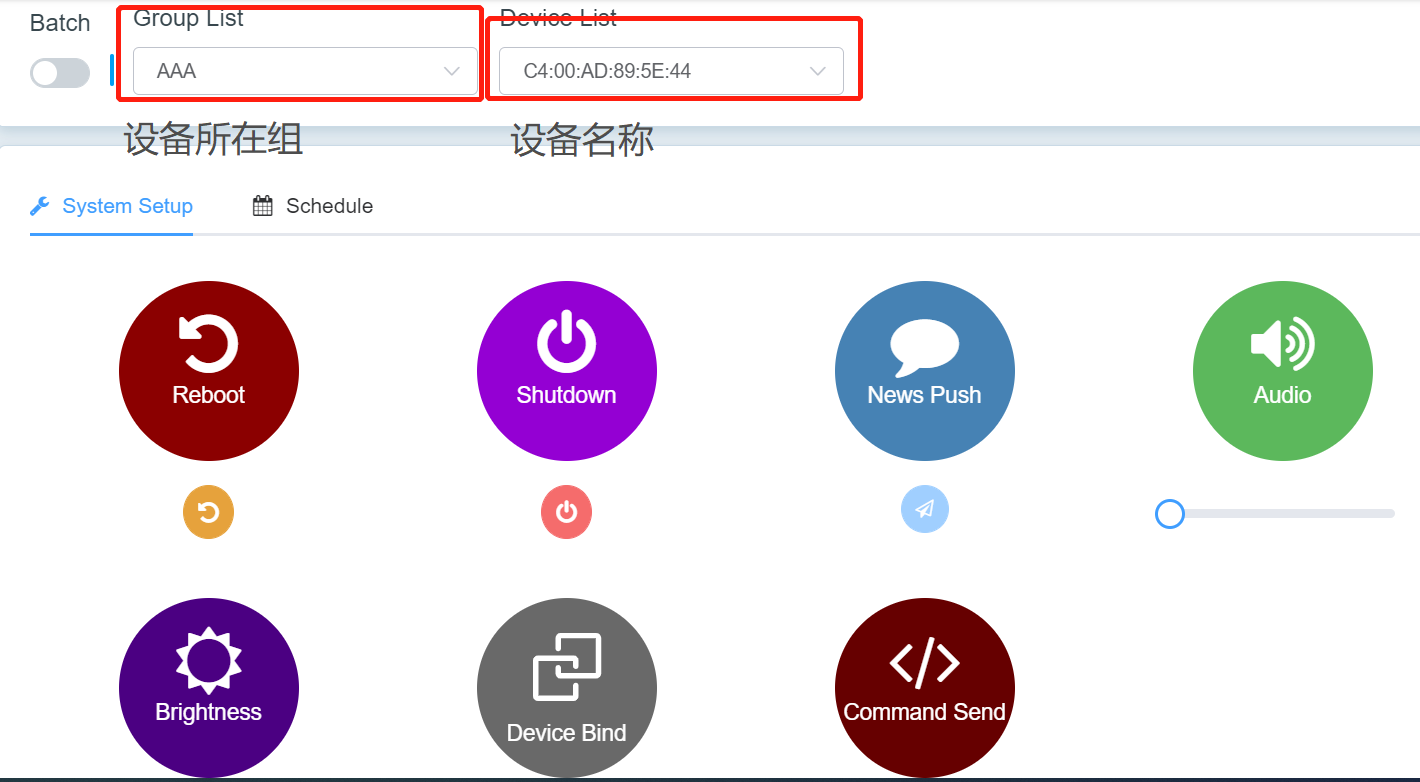 Batch
Group List
Device List
AAA
C4:00:AD:89:5E:44
设备所在组
设备名称
System Setup
Schedule
Reboot
Shutdown
News Push
Audio
Brightness
Device Bind
Command Send